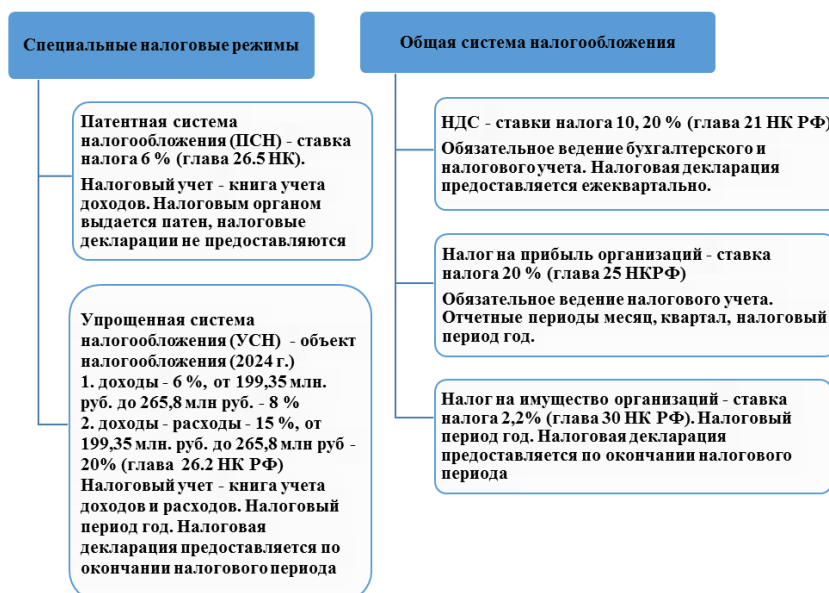 Специальные налоговые режимы
Патентная система
налогообложения (ПСН) - ставка
налога 6 % (глава 26.5 НК).
Налоговый учет - книга учета
доходов. Налоговым органом
выдается патен, налоговые
декларации не предоставляются
Упрощенная система
налогообложения (УСН) - объект
налогообложения (2024 г.)
1. доходы - 6 %, от 199,35 млн.
руб. до 265,8 млн руб. - 8 %
2. доходы - расходы - 15 %, от
199,35 млн. руб. до 265,8 млн руб -
20% (глава 26.2 НК РФ)
Налоговый учет - книга учета
доходов и расходов. Налоговый
период год. Налоговая
декларация предоставляется по
окончании налогового периода
Общая система налогообложения
НДС - ставки налога 10, 20 % (глава 21 НК РФ)
Обязательное ведение бухгалтерского и
налогового учета. Налоговая декларация
предоставляется ежеквартально.
Налог на прибыль организаций - ставка
налога 20 % (глава 25 НКРФ)
Обязательное ведение налогового учета.
Отчетные периоды месяц, квартал, налоговый
период год.
Налог на имущество организаций - ставка
налога 2,2% (глава 30 НК РФ). Налоговый
период год. Налоговая декларация
предоставляется по окончании налогового
периода